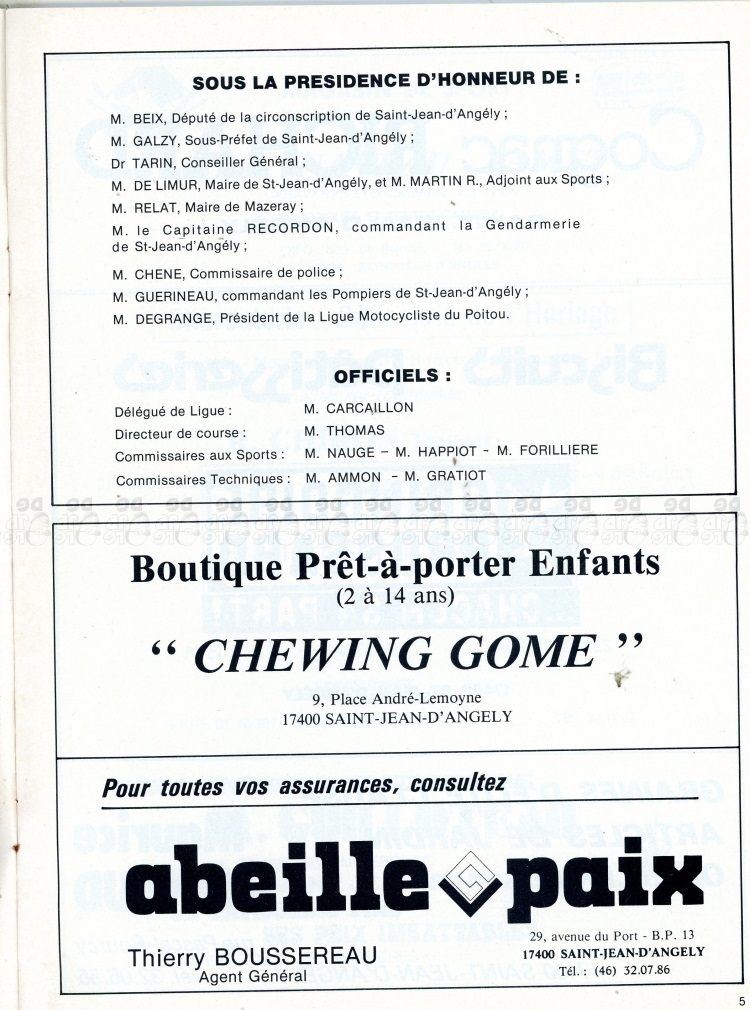 SOUS LA PRESIDENCE D'HONNEUR DE :
M. BEIX, Député de la circonscription de Saint-Jean-d'Angély ;
M. GALZY, Sous-Préfet de Saint-Jean-d'Angély ;
Dr TARIN, Conseiller Général ;
M. DE LIMUR, Maire de St-Jean-d'Angély, et M. MARTIN R., Adjoint aux Sports ;
M. RELAT, Maire de Mazeray ;
M. le Capitaine RECORDON, commandant la Gendarmerie
de St-Jean-d'Angély ;
M. CHENE, Commissaire de police ;
M. GUERINEAU, commandant les Pompiers de St-Jean-d'Angély ;
M. DEGRANGE, Président de la Ligue Motocycliste du Poitou.
OFFICIELS :
Délégué de Ligue : M. CARCAILLON
Directeur de course : M. THOMAS
Commissaires aux Sports : M. NAUGE – M. HAPPIOT - M. FORILLIERE
Commissaires Techniques : M. AMMON - M. GRATIOT
Boutique Prêt-à-porter Enfants
(2 à 14 ans)
“ CHEWING GOME ”
9, Place André-Lemoyne
17400 SAINT-JEAN-D'ANGELY
Pour toutes vos assurances, consultez
abeille paix
Thierry BOUSSEREAU
Agent Général
29, avenue du Port - B.P. 13
17400 SAINT-JEAN-D'ANGELY
Tél. : (46) 32.07.86
5